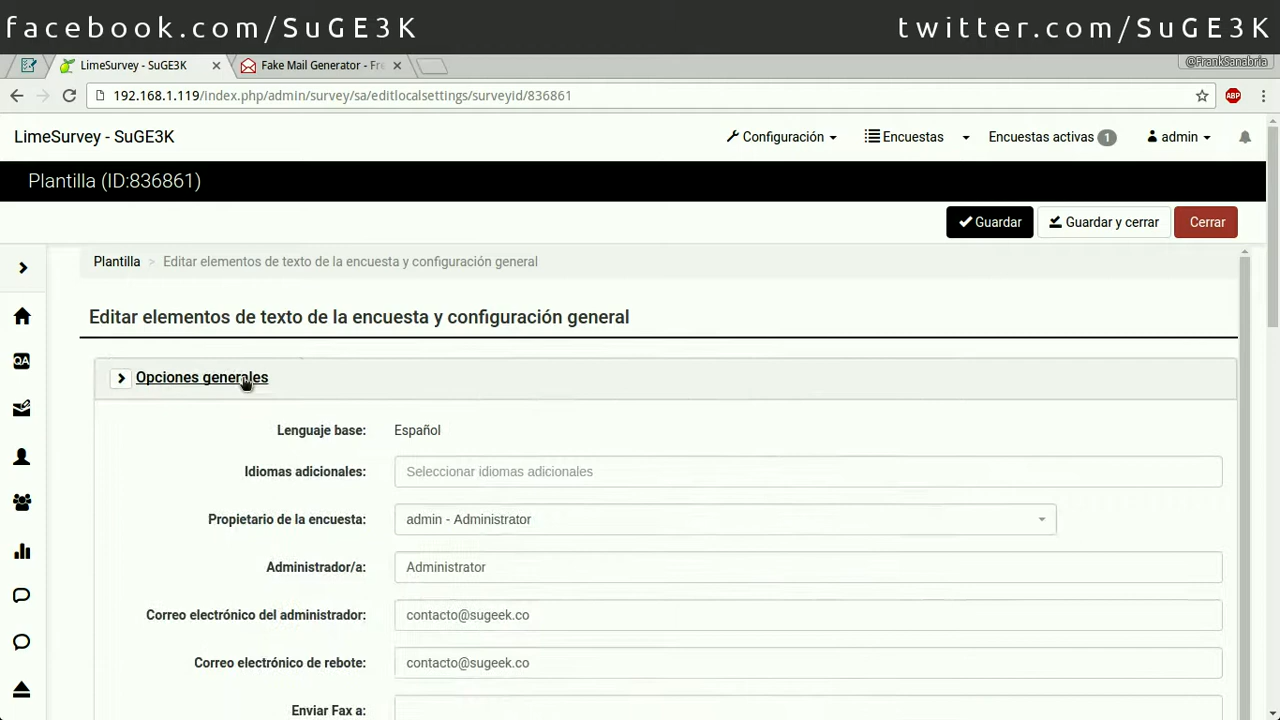 facebook.com/SuGE3K
twitter.com/SuGE3K
LimeSurvey - SuGE3K
Fake Mail Generator - Fre
@FrankSanabria
192.168.1.119/index.php/admin/survey/sa/editlocalsettings/surveyid/836861
ABP
LimeSurvey - SuGE3K
Configuración
Encuestas
Encuestas activas 1
admin
Plantilla (ID:836861)
Guardar
Guardar y cerrar
Cerrar
Plantilla > Editar elementos de texto de la encuesta y configuración general
Editar elementos de texto de la encuesta y configuración general
QA
Opciones generales
Lenguaje base: Español
Idiomas adicionales: Seleccionar idiomas adicionales
Propietario de la encuesta: admin - Administrator
Administrador/a: Administrator
Correo electrónico del administrador: contacto@sugeek.co
Correo electrónico de rebote: contacto@sugeek.co
Enviar Fax a: